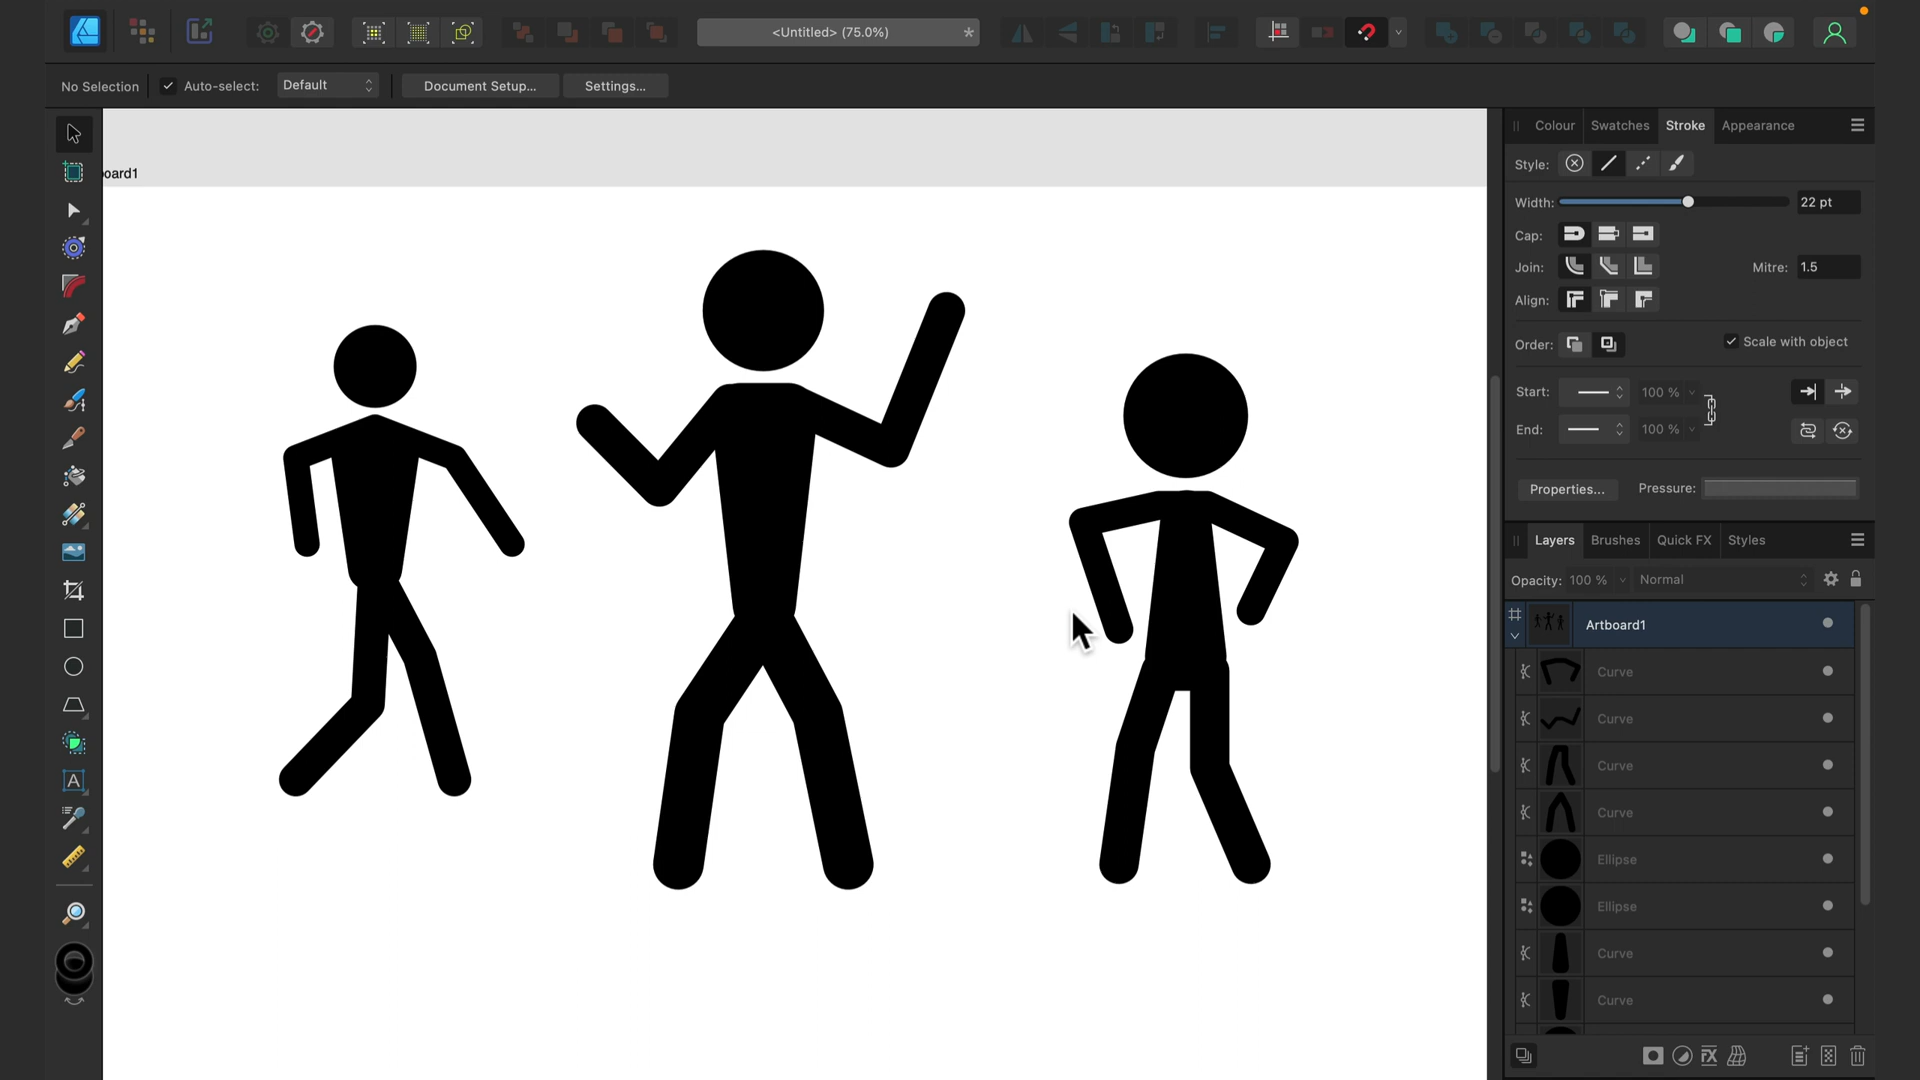 <Untitled> (75.0%)
*
No Selection
Auto-select:
Default
Document Setup...
Settings...
board1
Colour
Swatches
Stroke
Appearance
Style:
Width:
22 pt
Cap:
Join:
Mitre:
1.5
Align:
Order:
Scale with object
Start:
100 %
End:
100 %
Properties...
Pressure:
Layers
Brushes
Quick FX
Styles
Opacity:
100 %
Normal
Artboard1
Curve
Curve
Curve
Curve
Ellipse
Ellipse
Curve
Curve
A
FX